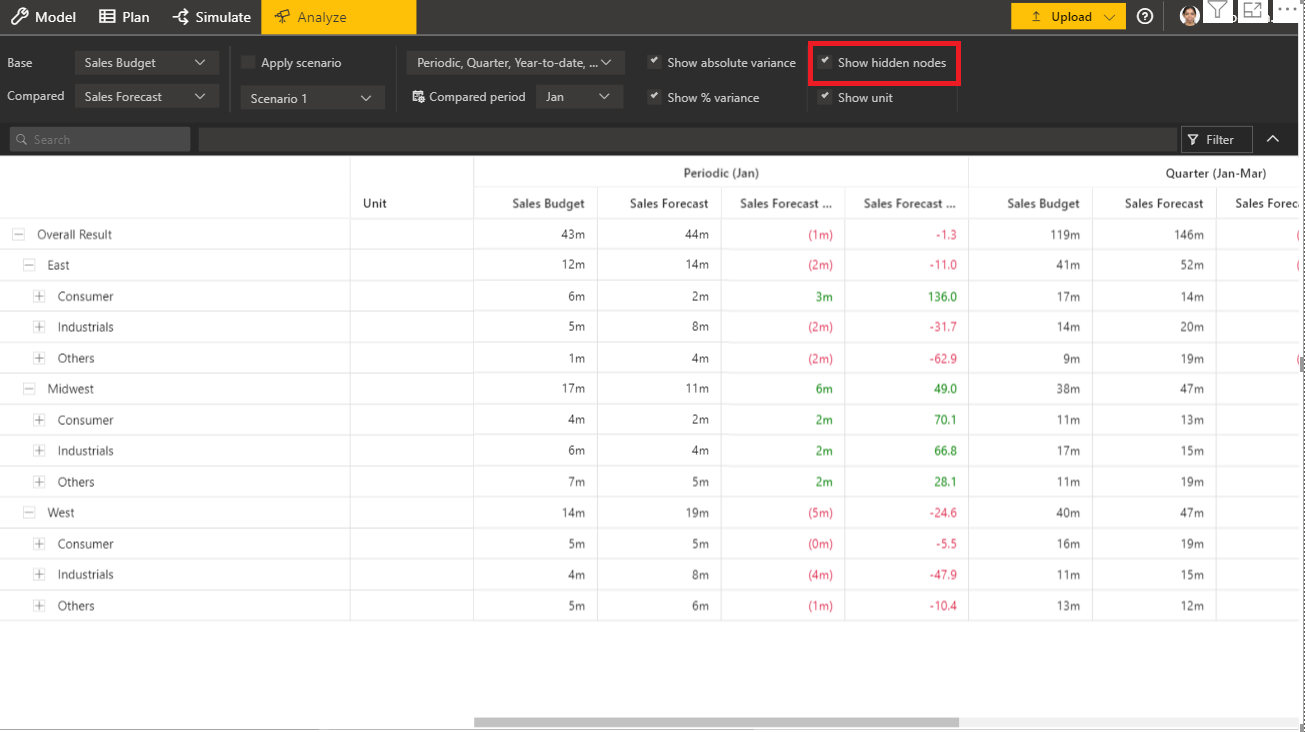 Model Plan Simulate Analyze Upload
Base Sales Budget Apply scenario Periodic, Quarter, Year-to-date, ... Show absolute variance Show hidden nodes
Compared Sales Forecast Scenario 1 Compared period Jan Show % variance Show unit
Search Filter
Periodic (Jan) Quarter (Jan-Mar)
Unit Sales Budget Sales Forecast Sales Forecast ... Sales Forecast ... Sales Budget Sales Forecast Sales Forec
Overall Result 43m 44m (1m) -1.3 119m 146m (
East 12m 14m (2m) -11.0 41m 52m (
Consumer 6m 2m 3m 136.0 17m 14m
Industrials 5m 8m (2m) -31.7 14m 20m
Others 1m 4m (2m) -62.9 9m 19m (
Midwest 17m 11m 6m 49.0 38m 47m
Consumer 4m 2m 2m 70.1 11m 13m
Industrials 6m 4m 2m 66.8 17m 15m
Others 7m 5m 2m 28.1 11m 19m
West 14m 19m (5m) -24.6 40m 47m
Consumer 5m 5m (0m) -5.5 16m 19m
Industrials 4m 8m (4m) -47.9 11m 15m
Others 5m 6m (1m) -10.4 13m 12m